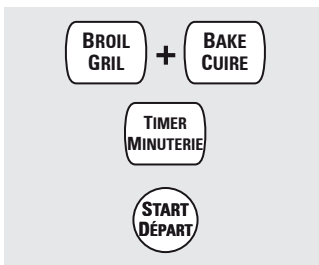 BROIL + BAKE
GRIL CUIRE
TIMER
MINUTERIE
START
DÉPART